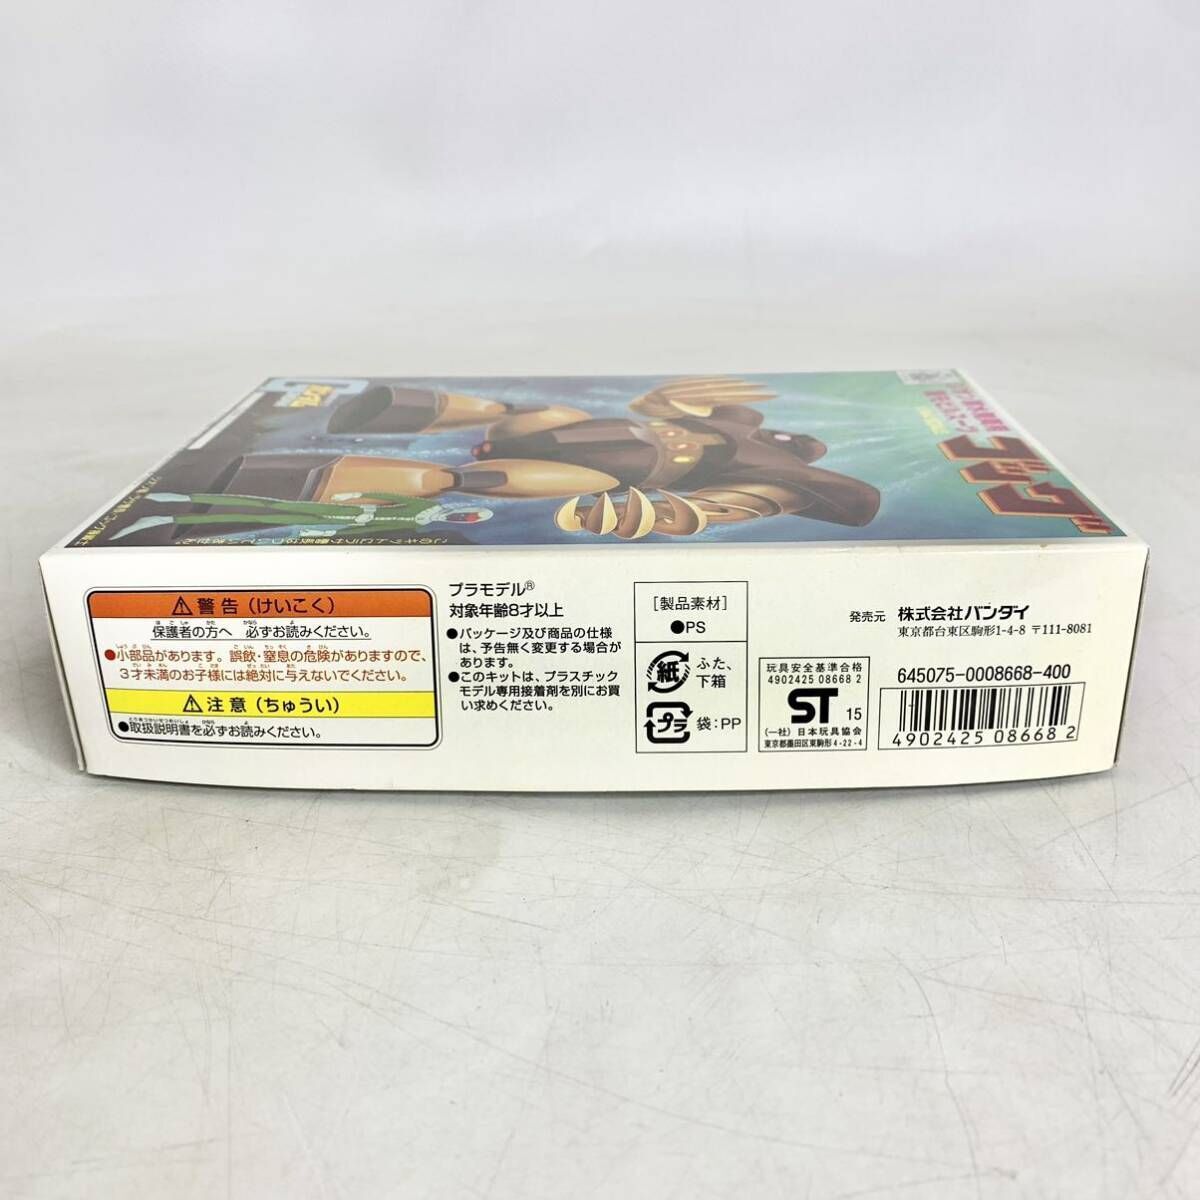 ゴッグ
ガンダム
⚠警告(けいこく)
保護者の方へ 必ずお読みください。
●小部品があります。誤飲・窒息の危険がありますので、
3才未満のお子様には絶対に与えないでください。
⚠注意(ちゅうい)
●取扱説明書を必ずお読みください。
プラモデル®
対象年齢8才以上
●パッケージ及び商品の仕様
は、予告無く変更する場合が
あります。
●このキットは、プラスチック
モデル専用接着剤を別にお買
い求めください。
[製品素材]
●PS
紙 ふた、
下箱
プラ 袋:PP
玩具安全基準合格
4902425 08668 2
ST 15
(一社)日本玩具協会
東京都墨田区東駒形4-22-4
発売元 株式会社バンダイ
東京都台東区駒形1-4-8 〒111-8081
645075-0008668-400
4902425086682